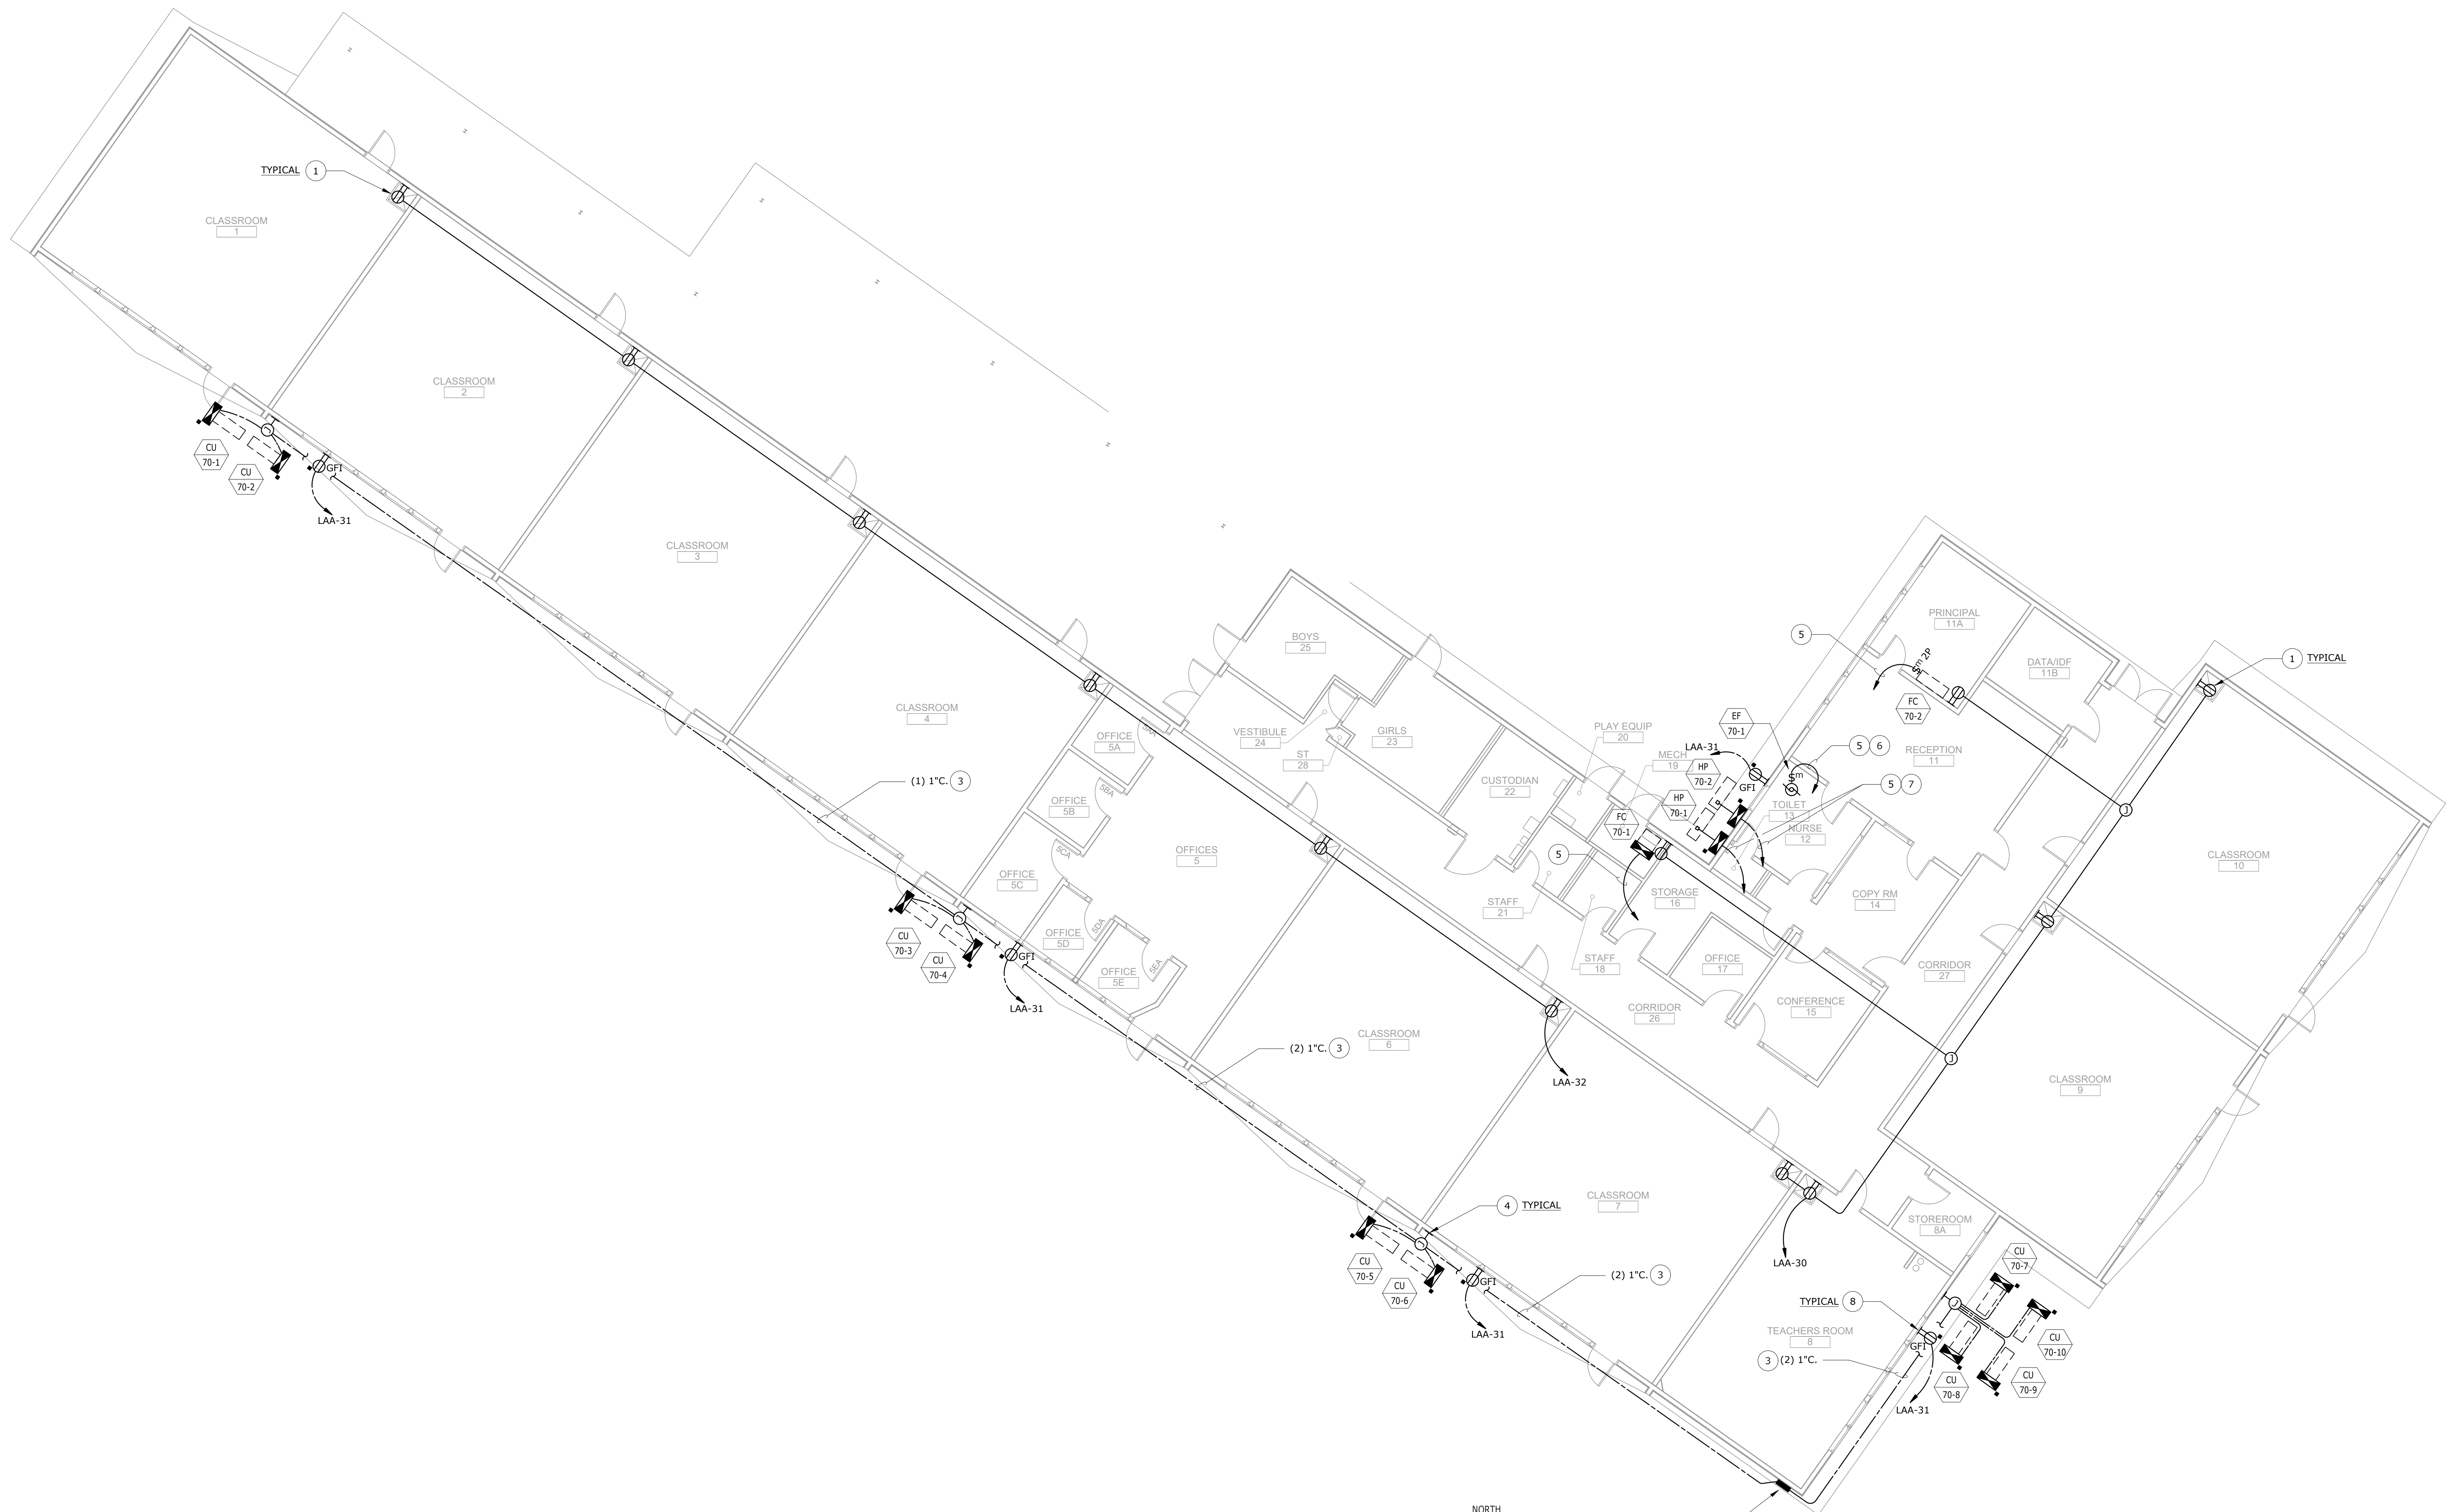 TYPICAL 1
CLASSROOM
1
CLASSROOM
2
CU
70-1
CU
70-2
GFI
LAA-31
CLASSROOM
3
CLASSROOM
4
(1) 1"C. 3
OFFICE
5A
5AA
OFFICE
5B
5BA
OFFICE
5C
5CA
OFFICE
5D
5DA
OFFICE
5E
5EA
OFFICES
5
CU
70-3
CU
70-4
GFI
LAA-31
BOYS
25
VESTIBULE
24
ST
28
GIRLS
23
CUSTODIAN
22
PLAY EQUIP
20
MECH
19
STAFF
21
STAFF
18
5
FC
70-1
HP
70-1
HP
70-2
LAA-31
GFI
EF
70-1
$m
5 6
5 7
TOILET
13
NURSE
12
STORAGE
16
OFFICE
17
COPY RM
14
CONFERENCE
15
CORRIDOR
26
CORRIDOR
27
PRINCIPAL
11A
DATA/IDF
11B
5
$m 2P
FC
70-2
RECEPTION
11
1 TYPICAL
J
J
CLASSROOM
10
CLASSROOM
9
(2) 1"C. 3
CLASSROOM
6
LAA-32
4 TYPICAL
CLASSROOM
7
CU
70-5
CU
70-6
GFI
LAA-31
(2) 1"C. 3
LAA-30
STOREROOM
8A
TEACHERS ROOM
8
TYPICAL 8
J
GFI
3 (2) 1"C.
LAA-31
CU
70-7
CU
70-8
CU
70-9
CU
70-10
NORTH